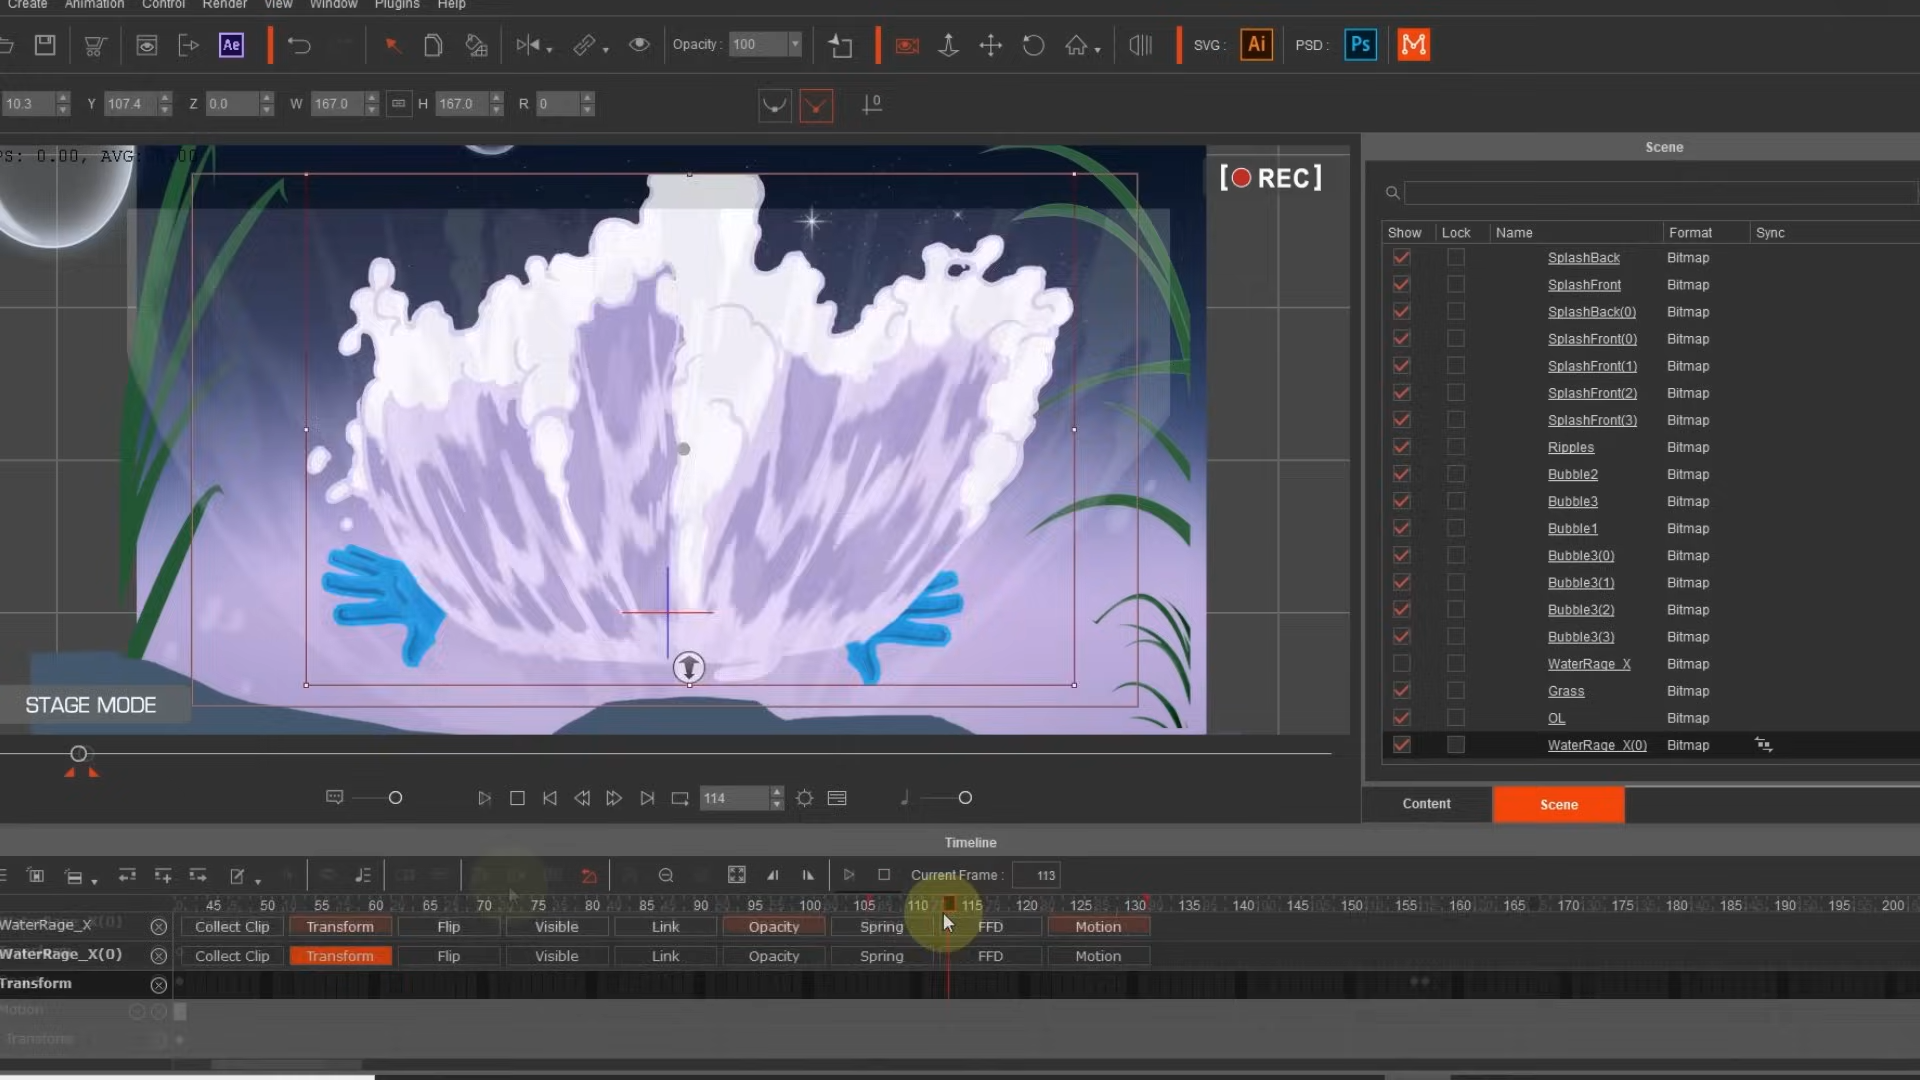 Create Animation Control Render View Window Plugins Help
Ae Opacity : 100 SVG : Ai PSD : Ps
10.3 Y 107.4 Z 0.0 W 167.0 H 167.0 R 0
0
Scene
[REC]
Show Lock Name Format Sync
SplashBack Bitmap
SplashFront Bitmap
SplashBack(0) Bitmap
SplashFront(0) Bitmap
SplashFront(1) Bitmap
SplashFront(2) Bitmap
SplashFront(3) Bitmap
Ripples Bitmap
Bubble2 Bitmap
Bubble3 Bitmap
Bubble1 Bitmap
Bubble3(0) Bitmap
Bubble3(1) Bitmap
Bubble3(2) Bitmap
Bubble3(3) Bitmap
WaterRage_X Bitmap
Grass Bitmap
OL Bitmap
WaterRage_X(0) Bitmap
STAGE MODE
114
Content Scene
Timeline
Current Frame : 113
45 50 55 60 65 70 75 80 85 90 95 100 105 110 115 120 125 130 135 140 145 150 155 160 165 170 175 180 185 190 195 200
WaterRage_X Collect Clip Transform Flip Visible Link Opacity Spring FFD Motion
WaterRage_X(0) Collect Clip Transform Flip Visible Link Opacity Spring FFD Motion
Transform
Motion
Transform